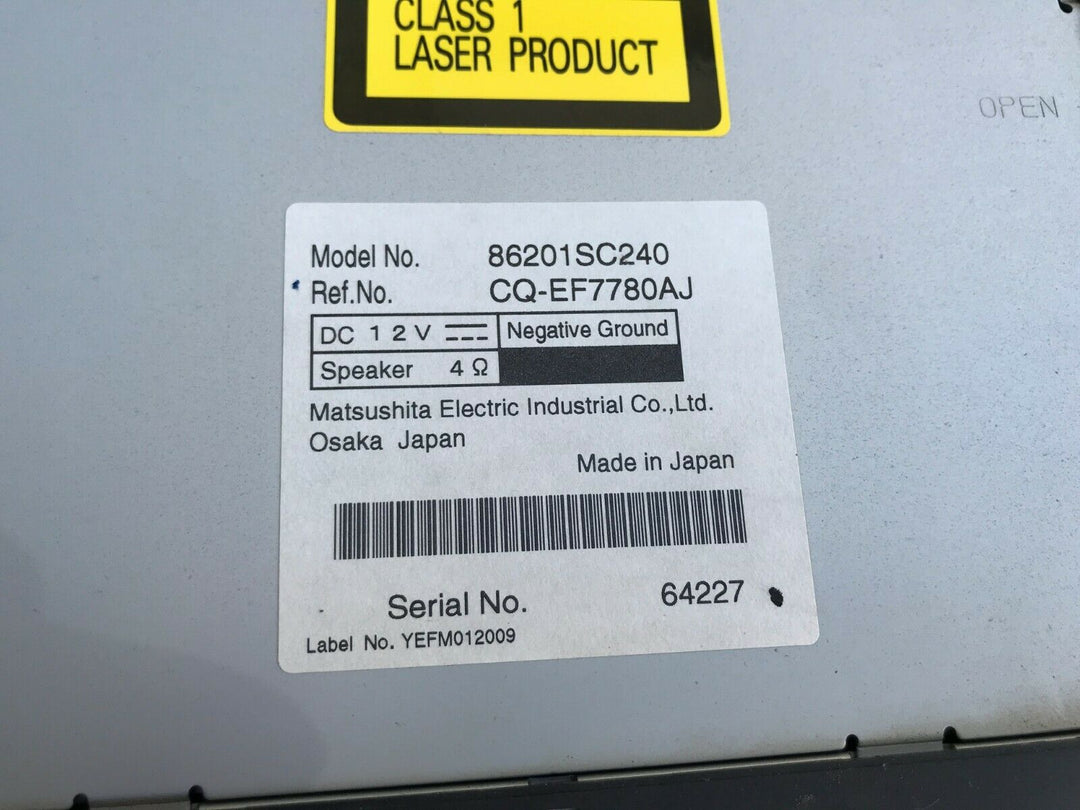 CLASS 1
LASER PRODUCT
OPEN
Model No. 86201SC240
Ref.No. CQ-EF7780AJ
DC 12V Negative Ground
Speaker 4Ω
Matsushita Electric Industrial Co.,Ltd.
Osaka Japan
Made in Japan
Serial No. 64227
Label No. YEFM012009